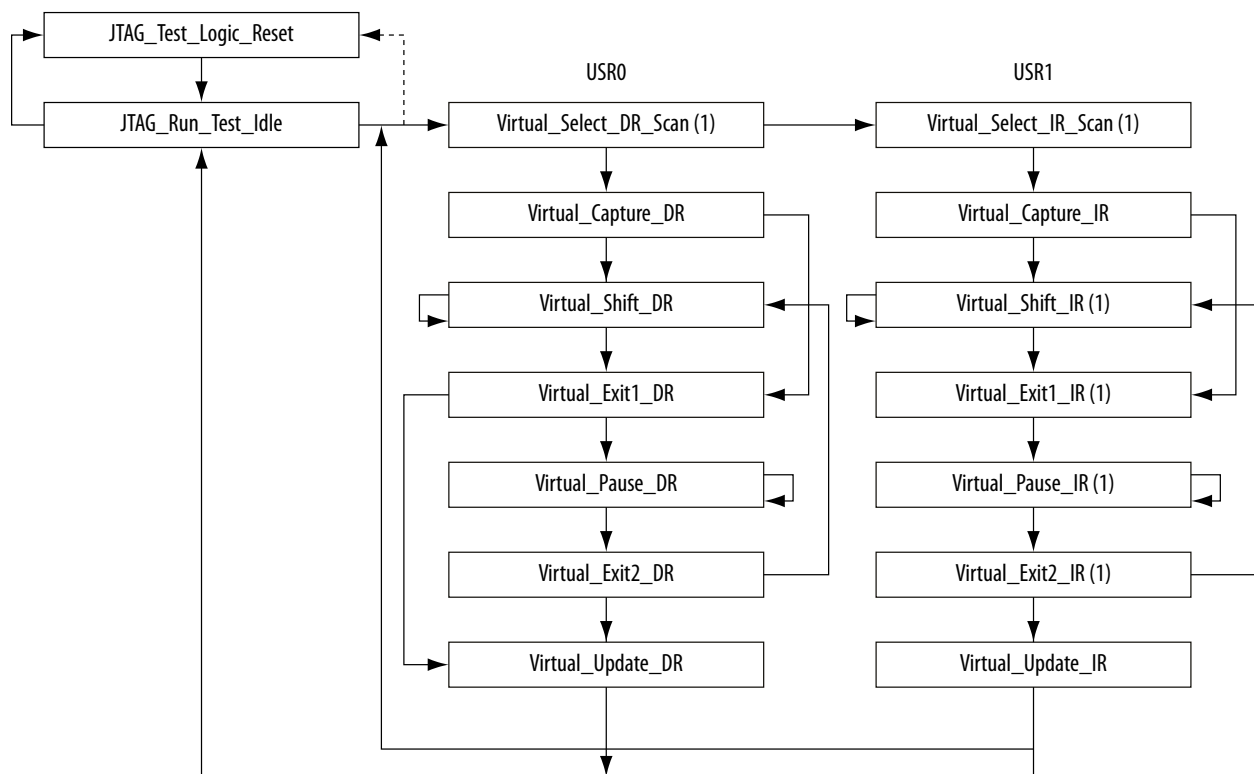 JTAG_Test_Logic_Reset
JTAG_Run_Test_Idle
USR0
Virtual_Select_DR_Scan (1)
Virtual_Capture_DR
Virtual_Shift_DR
Virtual_Exit1_DR
Virtual_Pause_DR
Virtual_Exit2_DR
Virtual_Update_DR
USR1
Virtual_Select_IR_Scan (1)
Virtual_Capture_IR
Virtual_Shift_IR (1)
Virtual_Exit1_IR (1)
Virtual_Pause_IR (1)
Virtual_Exit2_IR (1)
Virtual_Update_IR